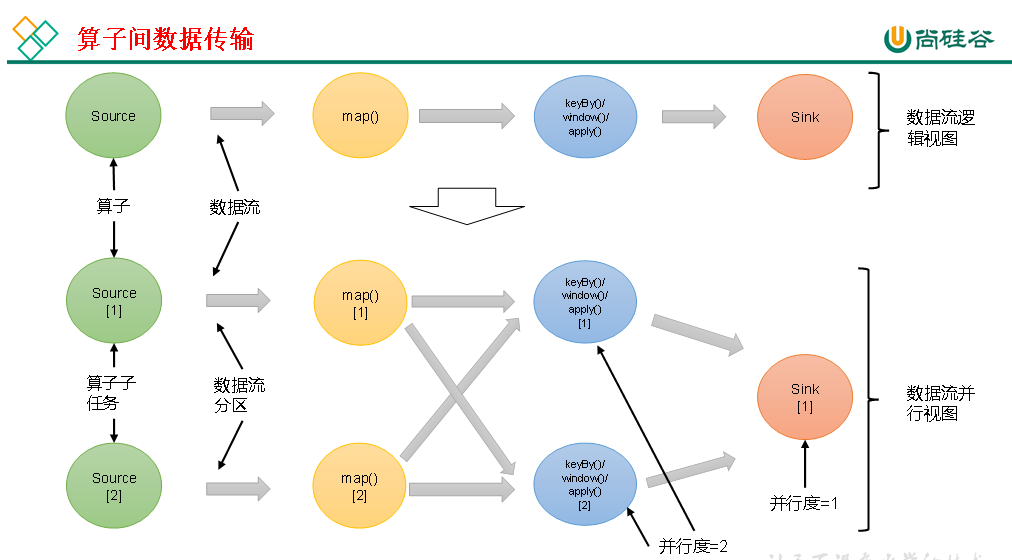 算子间数据传输
尚硅谷
Source
map()
keyBy()/
window()/
apply()
Sink
数据流逻
辑视图
算子
数据流
Source
[1]
map()
[1]
keyBy()/
window()/
apply()
[1]
算子子
任务
数据流
分区
Sink
[1]
数据流并
行视图
Source
[2]
map()
[2]
keyBy()/
window()/
apply()
[2]
并行度=1
并行度=2